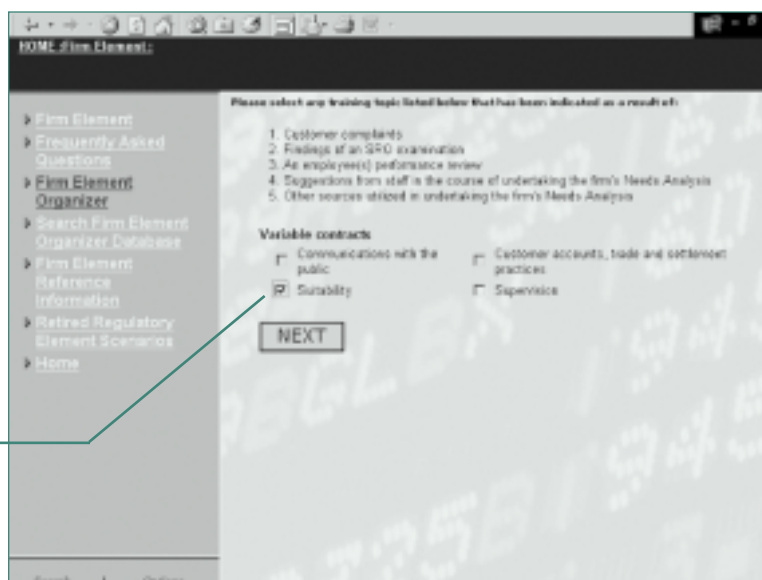 HOME :Firm Element::
Please select any training topic listed below that has been indicated as a result of:
1. Customer complaints
2. Findings of an SRO examination
3. An employee(s) performance review
4. Suggestions from staff in the course of undertaking the firm's Needs Analysis
5. Other sources utilized in undertaking the firm's Needs Analysis
Variable contracts
Communications with the
public
Customer accounts, trade and settlement
practices
Suitability
Supervision
NEXT
Firm Element
Frequently Asked
Questions
Firm Element
Organizer
Search Firm Element
Organizer Database
Firm Element
Reference
Information
Retired Regulatory
Element Scenarios
Home